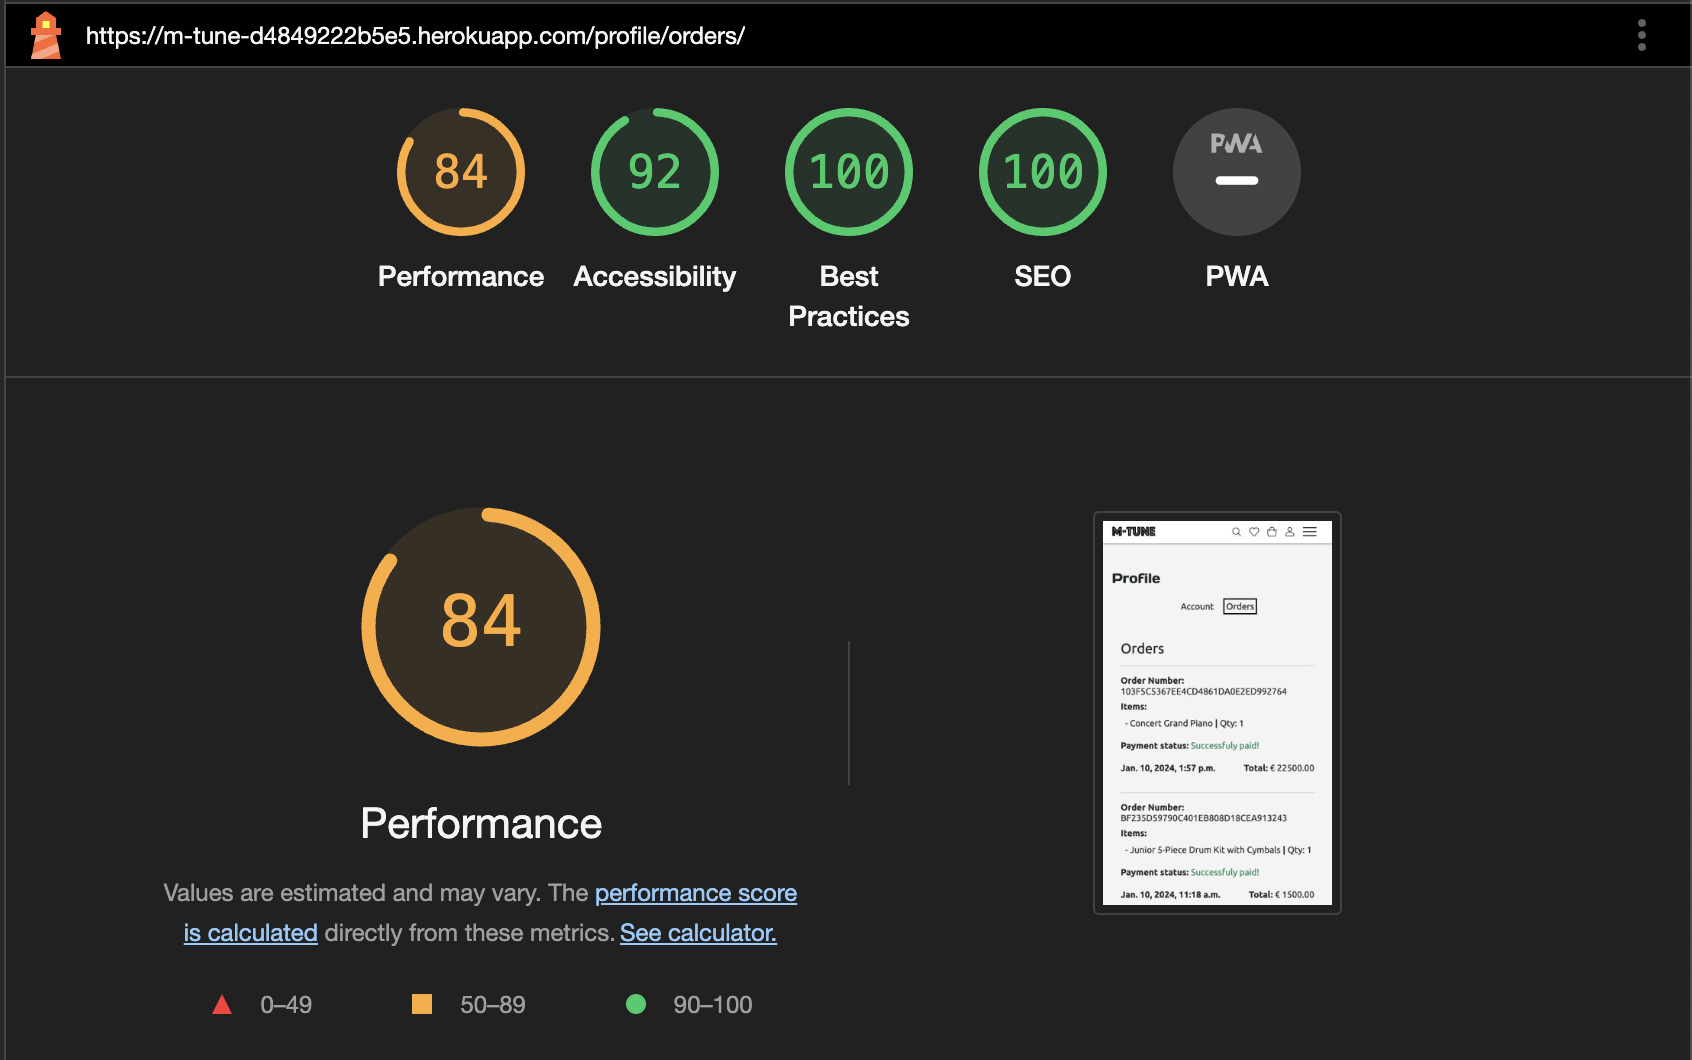 https://m-tune-d4849222b5e5.herokuapp.com/profile/orders/
84
92
100
100
PWA
Performance
Accessibility
Best
Practices
SEO
PWA
84
Performance
Values are estimated and may vary. The performance score
is calculated directly from these metrics. See calculator.
0–49
50–89
90–100
M-TUNE
Profile
Account Orders
Orders
Order Number:
103F5C5367EE4CD4861DA0E2ED992764
Items:
- Concert Grand Piano | Qty: 1
Payment status: Successfuly paid!
Jan. 10, 2024, 1:57 p.m. Total: € 22500.00
Order Number:
BF235D59790C401EB808D18CEA913243
Items:
- Junior 5-Piece Drum Kit with Cymbals | Qty: 1
Payment status: Successfuly paid!
Jan. 10, 2024, 11:18 a.m. Total: € 1500.00